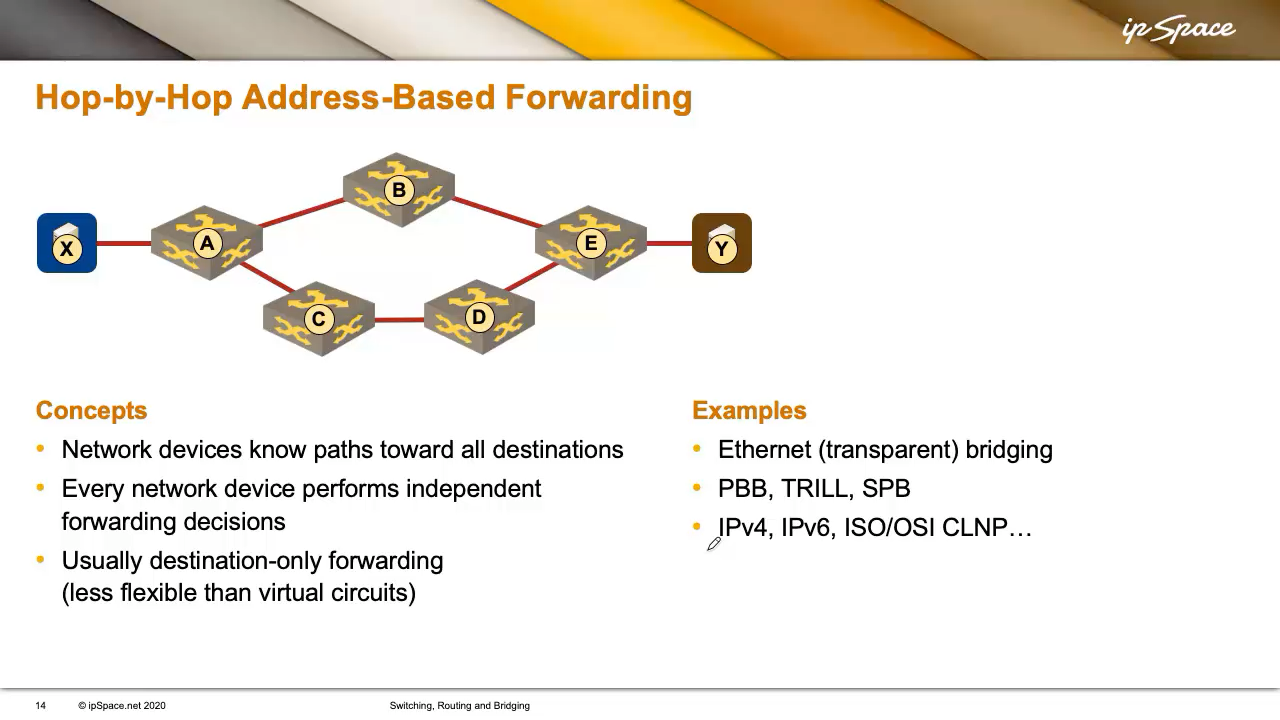 ipSpace
Hop-by-Hop Address-Based Forwarding
B
X
A
E
Y
C
D
Concepts
• Network devices know paths toward all destinations
• Every network device performs independent
forwarding decisions
• Usually destination-only forwarding
(less flexible than virtual circuits)
Examples
• Ethernet (transparent) bridging
• PBB, TRILL, SPB
• IPv4, IPv6, ISO/OSI CLNP…
14 © ipSpace.net 2020 Switching, Routing and Bridging